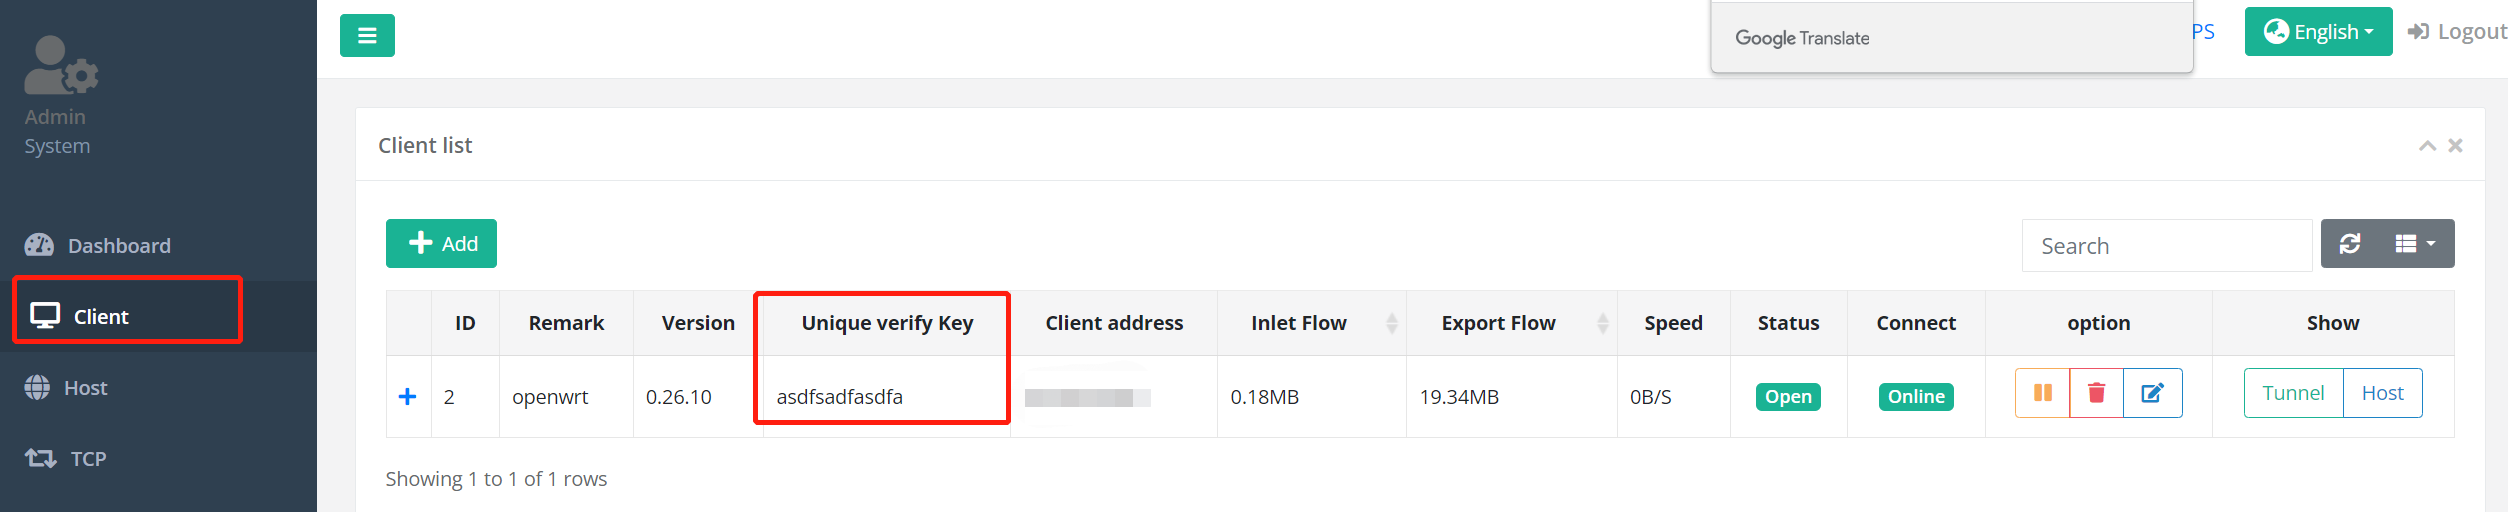 Google Translate
PS
English
Logout
Admin
System
Dashboard
Client
Host
TCP
Client list
Add
Search
ID Remark Version Unique verify Key Client address Inlet Flow Export Flow Speed Status Connect option Show
2 openwrt 0.26.10 asdfsadfasdfa 0.18MB 19.34MB 0B/S Open Online Tunnel Host
Showing 1 to 1 of 1 rows